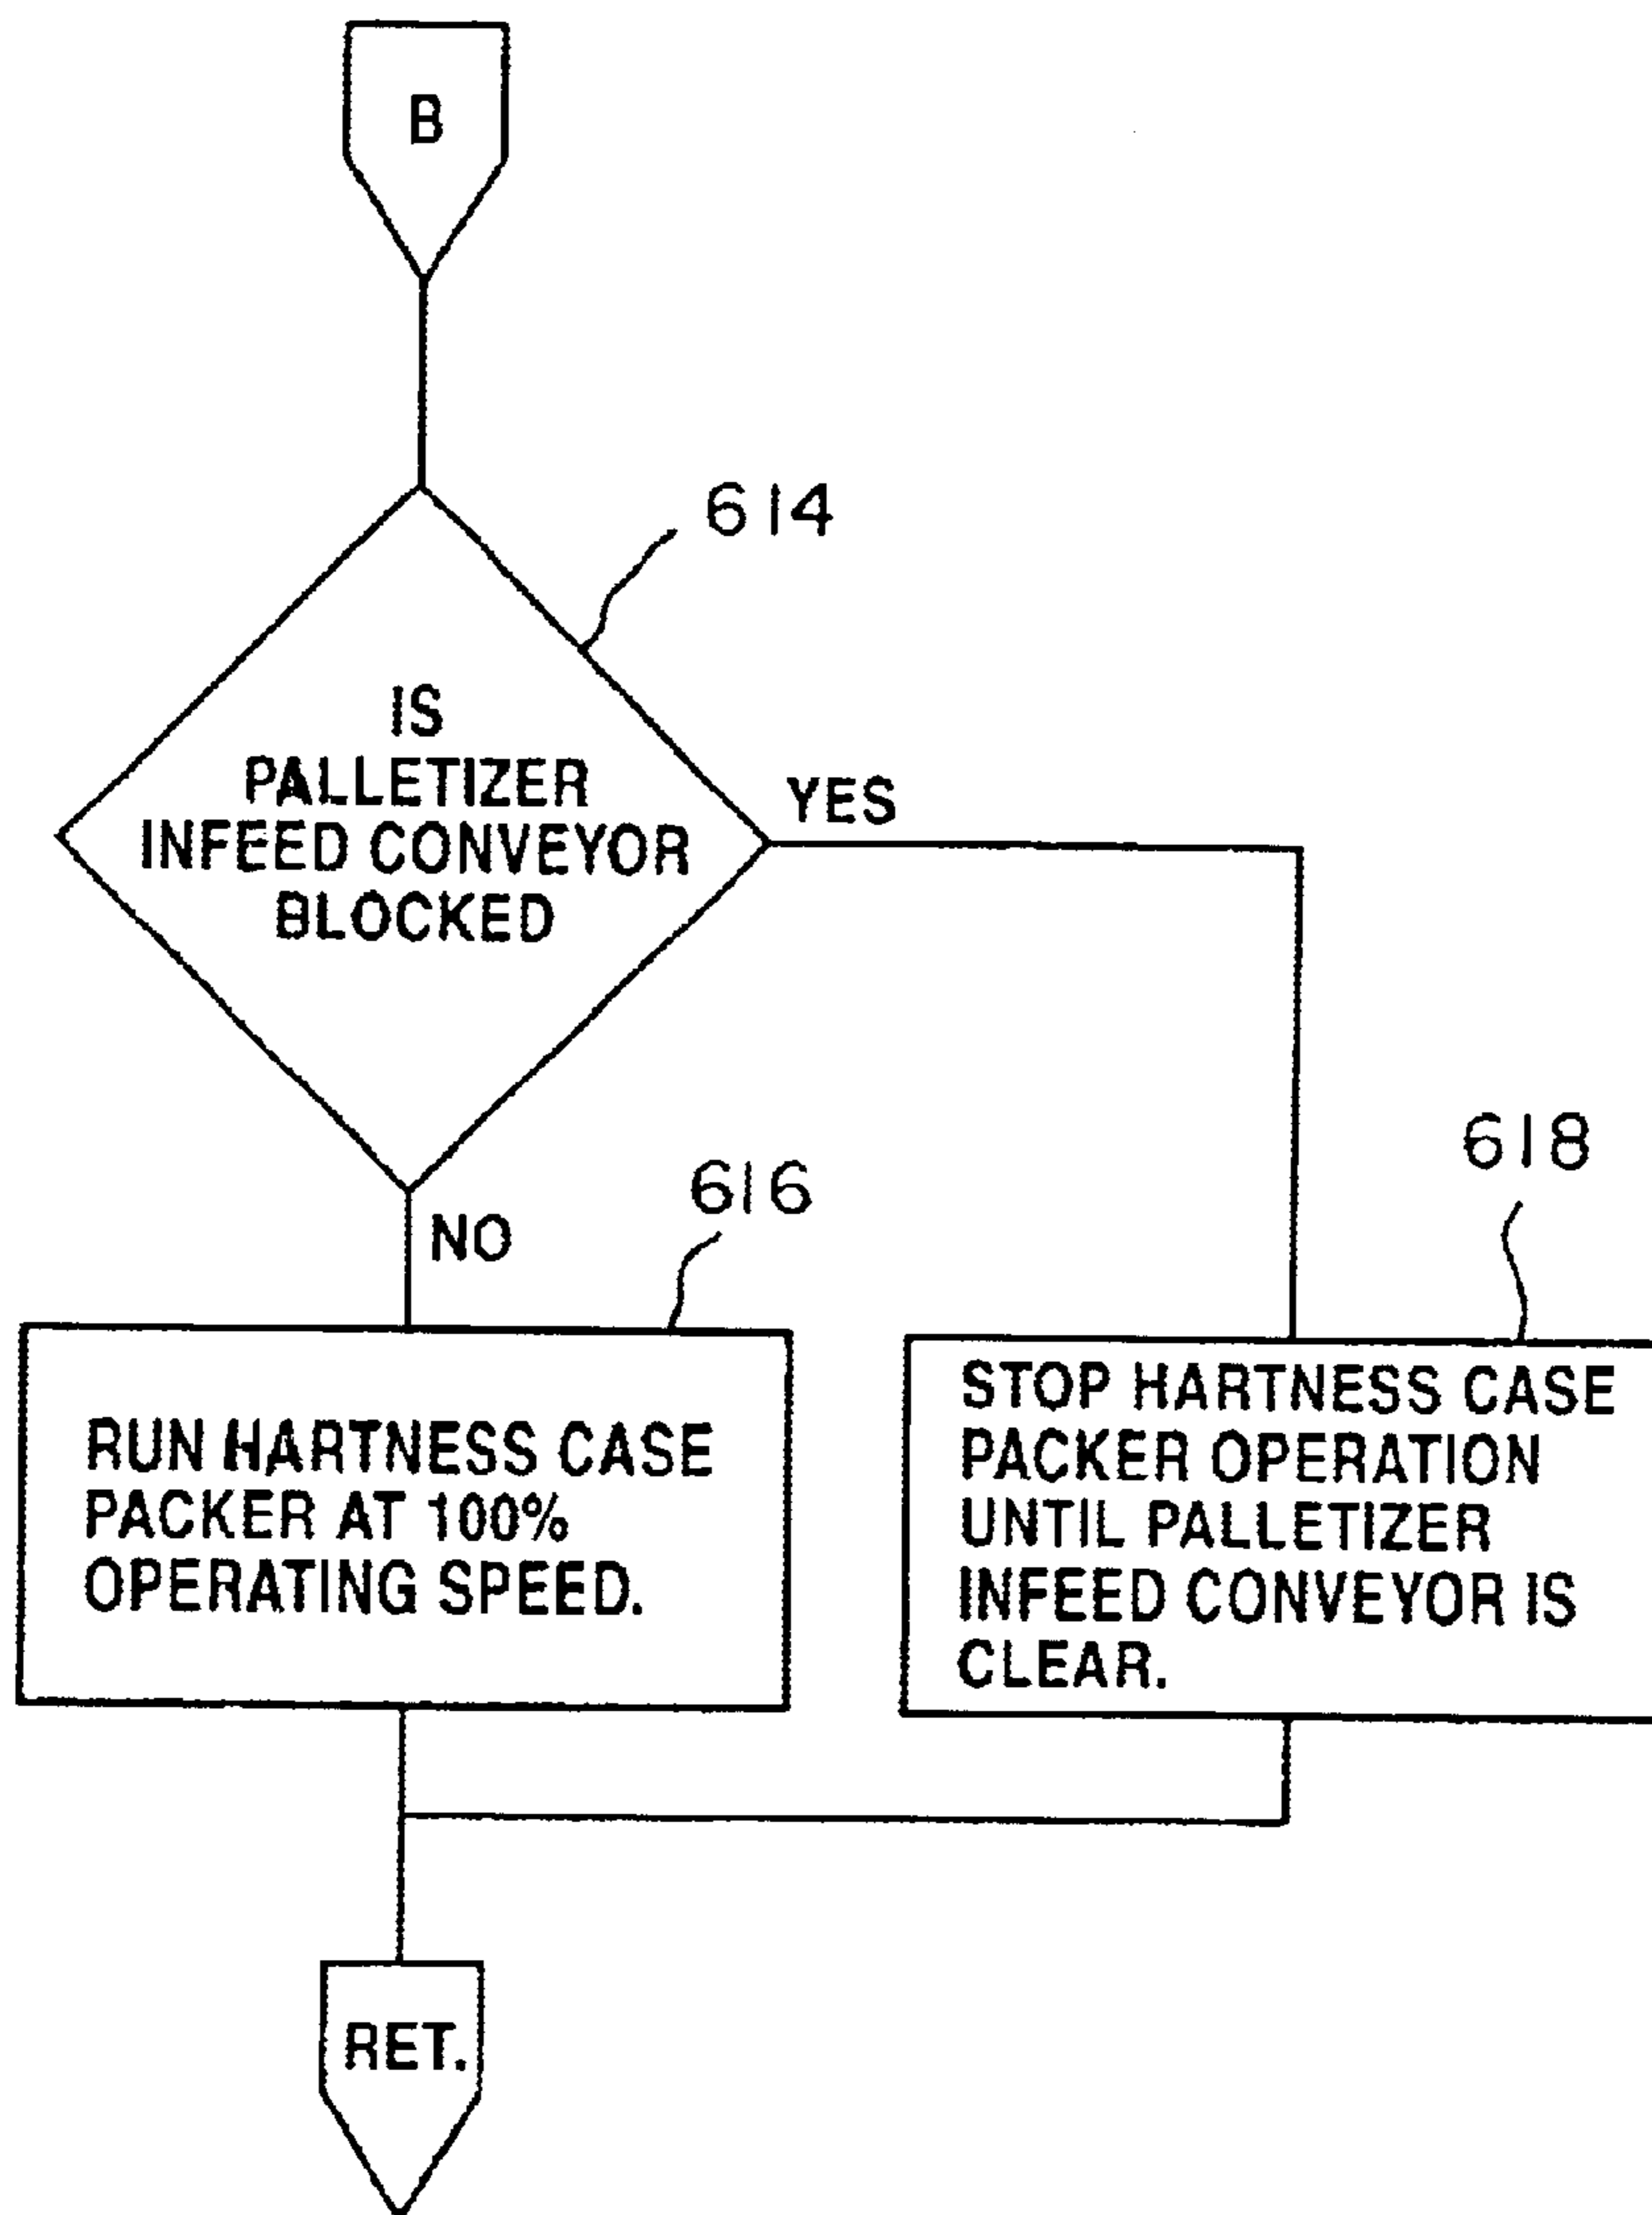 B
614
IS
PALLETIZER
INFEED CONVEYOR
BLOCKED
YES
NO
616
RUN HARTNESS CASE
PACKER AT 100%
OPERATING SPEED.
618
STOP HARTNESS CASE
PACKER OPERATION
UNTIL PALLETIZER
INFEED CONVEYOR IS
CLEAR.
RET.